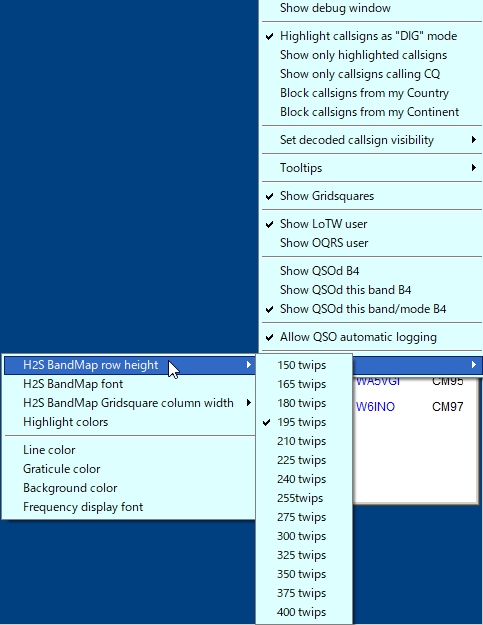 Show debug window
Highlight callsigns as "DIG" mode
Show only highlighted callsigns
Show only callsigns calling CQ
Block callsigns from my Country
Block callsigns from my Continent
Set decoded callsign visibility
Tooltips
Show Gridsquares
Show LoTW user
Show OQRS user
Show QSOd B4
Show QSOd this band B4
Show QSOd this band/mode B4
Allow QSO automatic logging
H2S BandMap row height
H2S BandMap font
H2S BandMap Gridsquare column width
Highlight colors
Line color
Graticule color
Background color
Frequency display font
150 twips
165 twips
180 twips
195 twips
210 twips
225 twips
240 twips
255twips
275 twips
300 twips
325 twips
350 twips
375 twips
400 twips
WA5VGI CM95
W6INO CM97